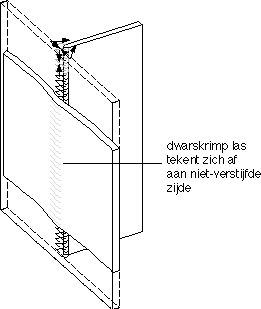 dwarskrimp las
tekent zich af
aan niet-verstijfde
zijde